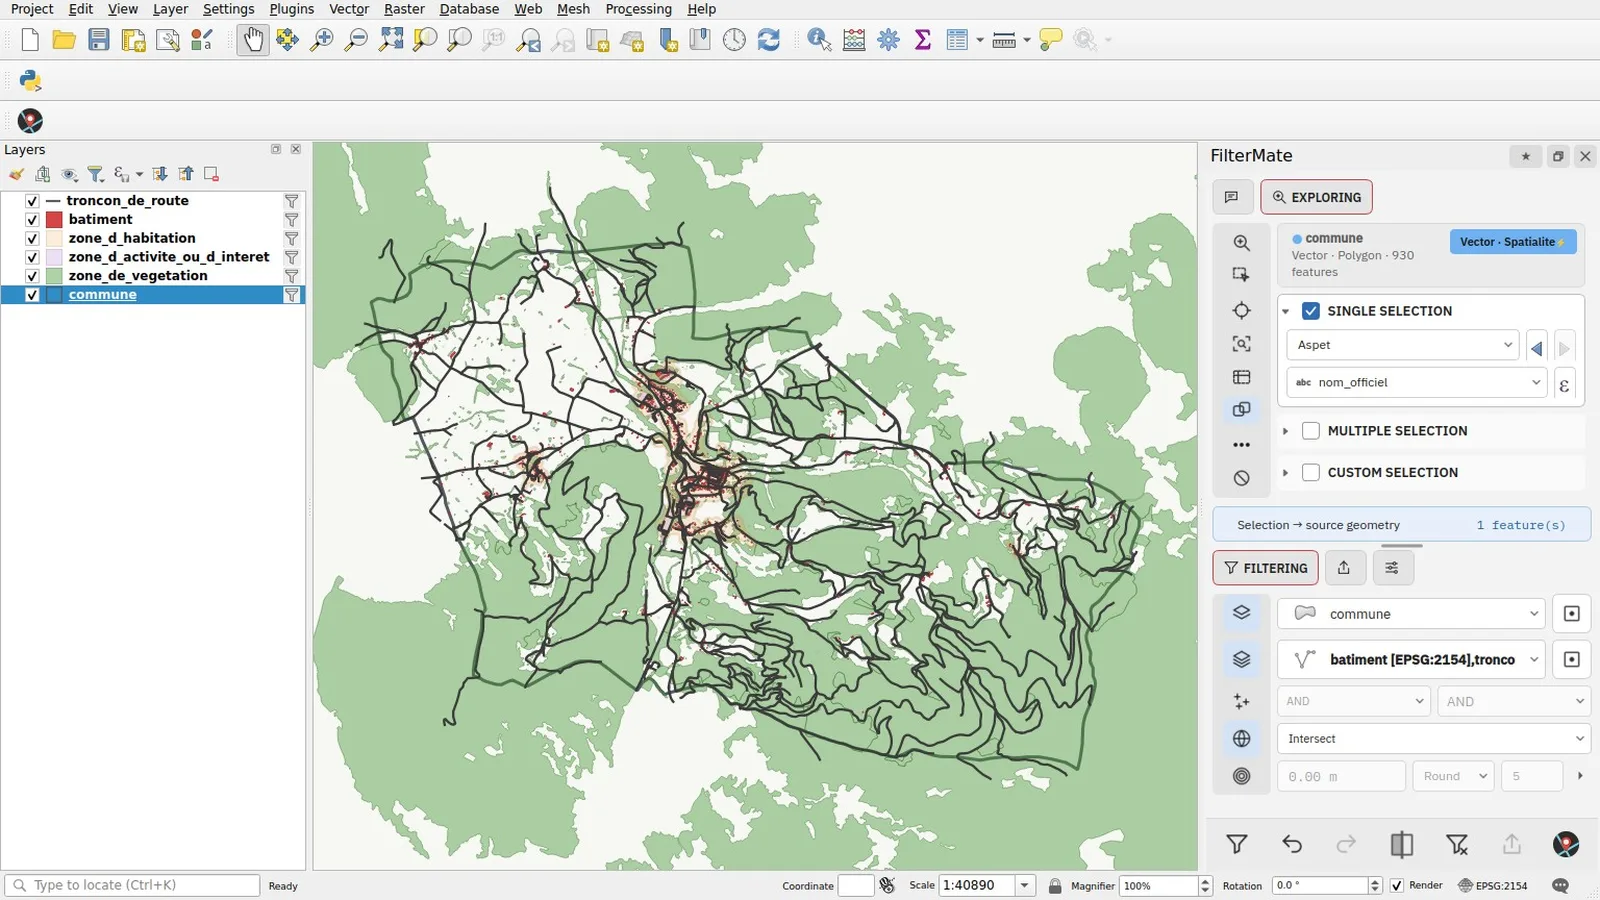 Project Edit View Layer Settings Plugins Vector Raster Database Web Mesh Processing Help
Layers
troncon_de_route
batiment
zone_d_habitation
zone_d_activite_ou_d_interet
zone_de_vegetation
commune
FilterMate
EXPLORING
commune
Vector · Polygon · 930
features
Vector · Spatialite
SINGLE SELECTION
Aspet
abc nom_officiel
ε
MULTIPLE SELECTION
CUSTOM SELECTION
Selection → source geometry 1 feature(s)
FILTERING
commune
batiment [EPSG:2154],tronco
AND AND
Intersect
0.00 m Round 5
Type to locate (Ctrl+K) Ready Coordinate Scale 1:40890 Magnifier 100% Rotation 0.0 ° Render EPSG:2154